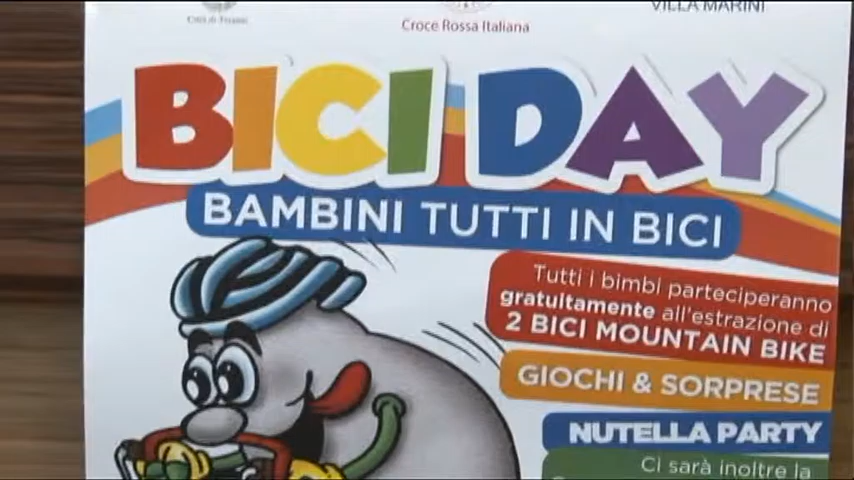 Croce Rossa Italiana
VILLA MARINI
BICI DAY
BAMBINI TUTTI IN BICI
Tutti i bimbi parteciperanno
gratuitamente all'estrazione di
2 BICI MOUNTAIN BIKE
GIOCHI & SORPRESE
NUTELLA PARTY
Ci sarà inoltre la